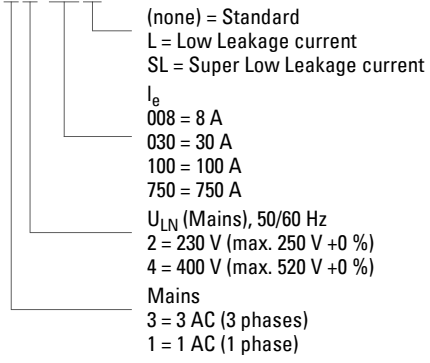 (none) = Standard
L = Low Leakage current
SL = Super Low Leakage current
Ie
008 = 8 A
030 = 30 A
100 = 100 A
750 = 750 A
ULN (Mains), 50/60 Hz
2 = 230 V (max. 250 V +0 %)
4 = 400 V (max. 520 V +0 %)
Mains
3 = 3 AC (3 phases)
1 = 1 AC (1 phase)